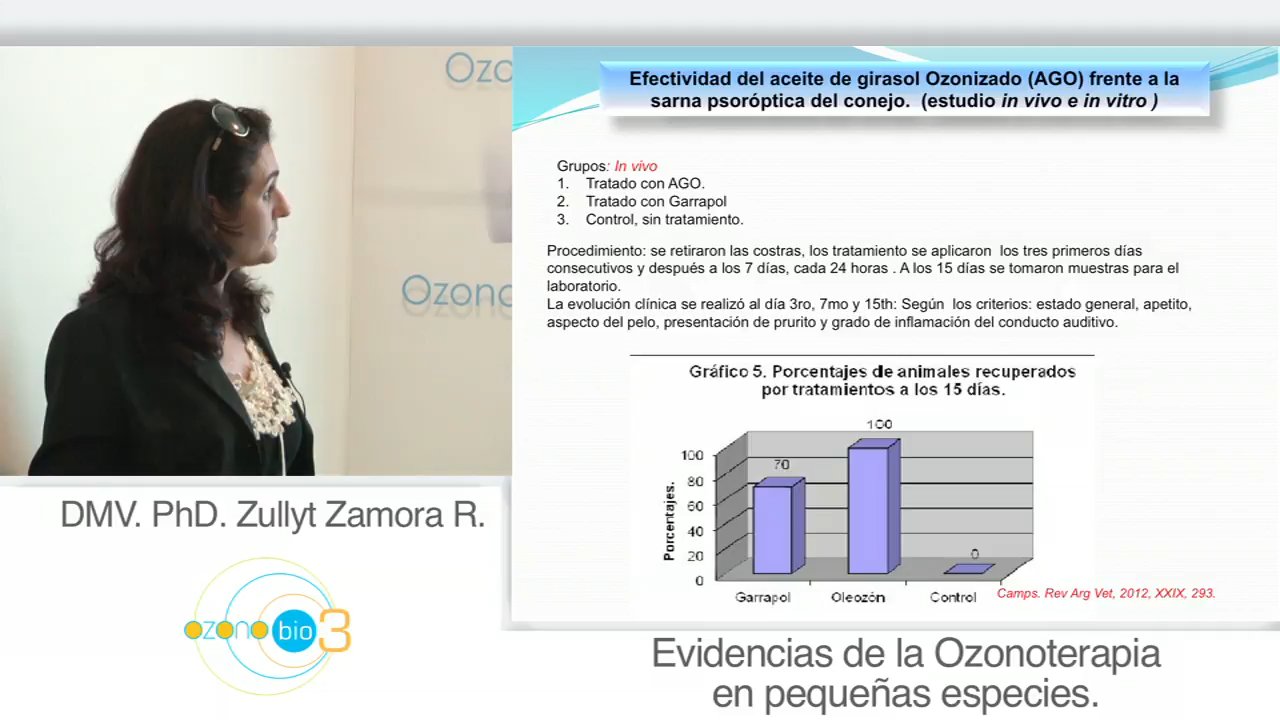 Ozo
Ozono
DMV. PhD. Zullyt Zamora R.
ozono bio 3
Efectividad del aceite de girasol Ozonizado (AGO) frente a la
sarna psoróptica del conejo. (estudio in vivo e in vitro )
Grupos: In vivo
1. Tratado con AGO.
2. Tratado con Garrapol
3. Control, sin tratamiento.
Procedimiento: se retiraron las costras, los tratamiento se aplicaron los tres primeros días
consecutivos y después a los 7 días, cada 24 horas . A los 15 días se tomaron muestras para el
laboratorio.
La evolución clínica se realizó al día 3ro, 7mo y 15th: Según los criterios: estado general, apetito,
aspecto del pelo, presentación de prurito y grado de inflamación del conducto auditivo.
Gráfico 5. Porcentajes de animales recuperados
por tratamientos a los 15 días.
Porcentajes.
100
80
60
40
20
0
70
100
0
Garrapol Oleozón Control
Camps. Rev Arg Vet, 2012, XXIX, 293.
Evidencias de la Ozonoterapia
en pequeñas especies.